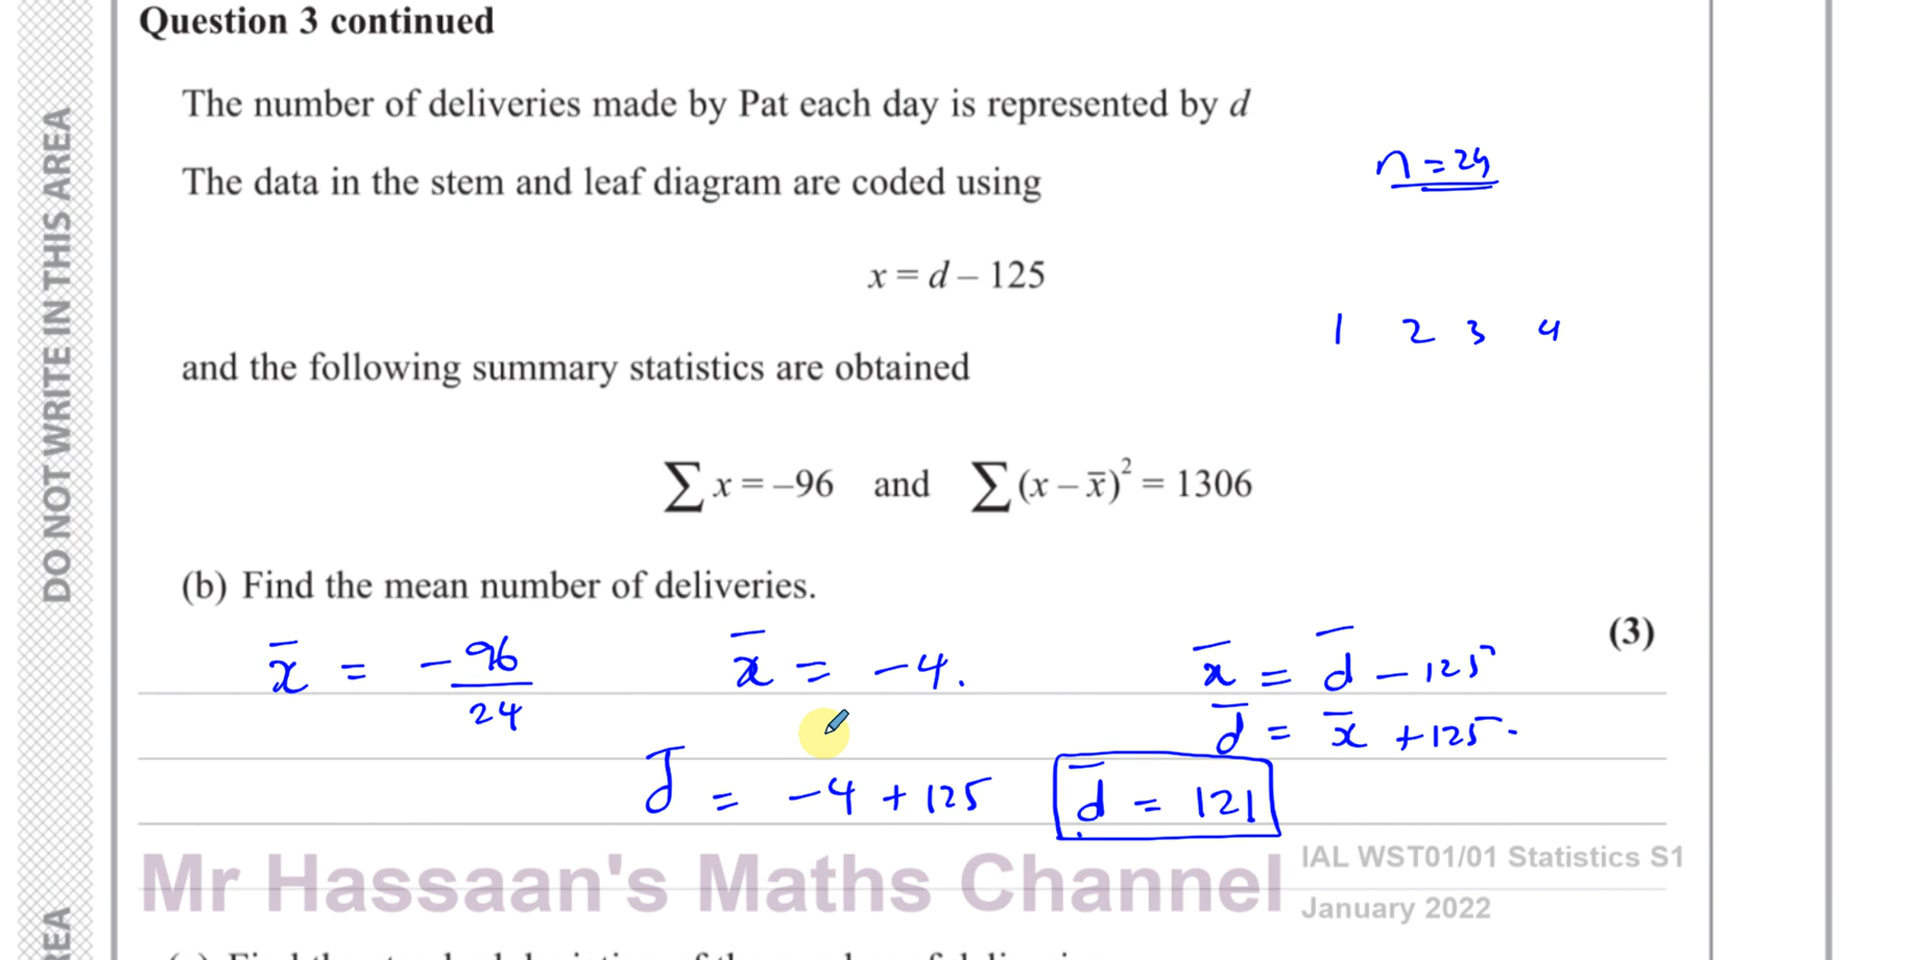 Question 3 continued
The number of deliveries made by Pat each day is represented by d
n = 24
The data in the stem and leaf diagram are coded using
x = d – 125
1 2 3 4
and the following summary statistics are obtained
∑ x = –96 and ∑ (x – x̄)² = 1306
(b) Find the mean number of deliveries.
(3)
x̄ = -96/24 x̄ = -4. x̄ = d̄ - 125
d̄ = x̄ + 125.
d̄ = -4 + 125 d̄ = 121
Mr Hassaan's Maths Channel
IAL WST01/01 Statistics S1
January 2022
DO NOT WRITE IN THIS AREA